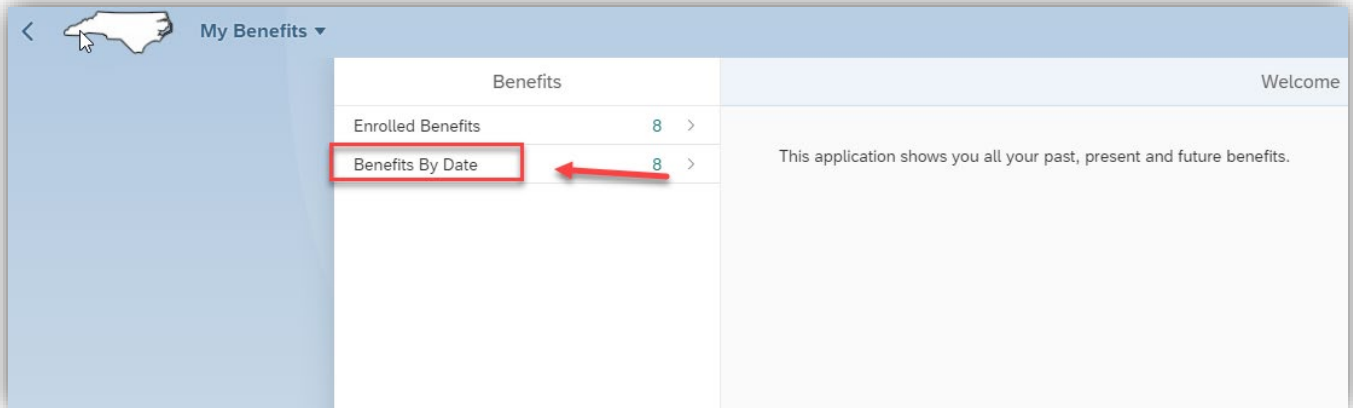 My Benefits
Benefits
Welcome
Enrolled Benefits 8
Benefits By Date 8
This application shows you all your past, present and future benefits.